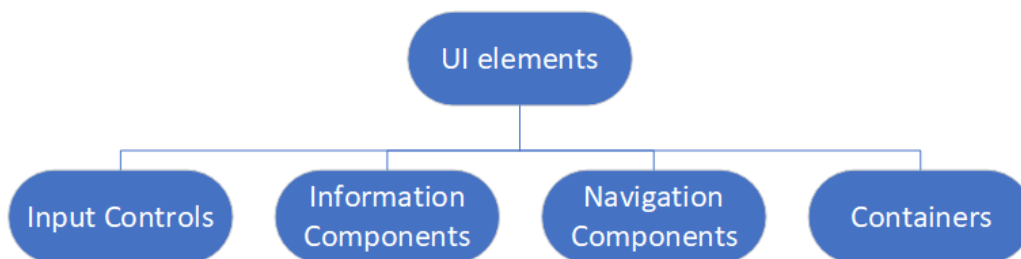 UI elements
Input Controls
Information
Components
Navigation
Components
Containers